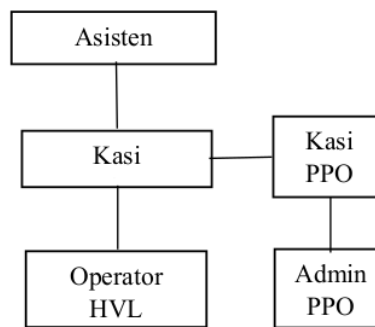 Asisten
Kasi
Kasi
PPO
Operator
HVL
Admin
PPO